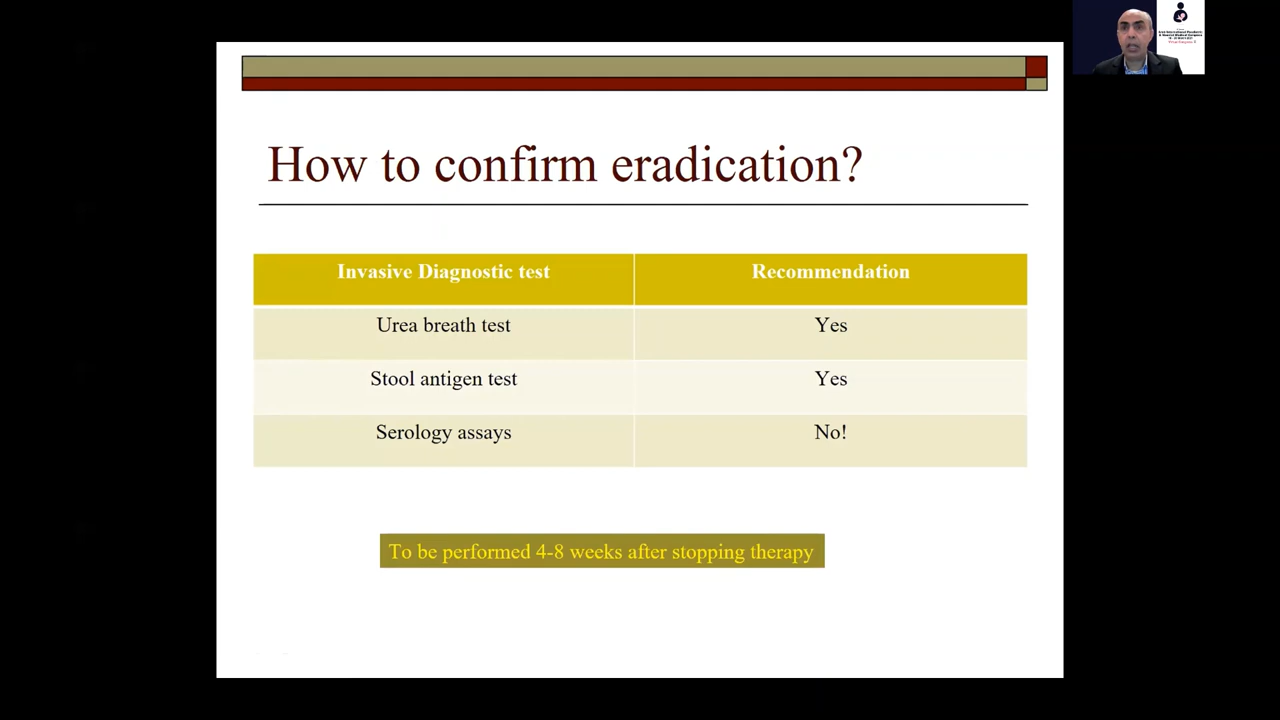 How to confirm eradication?
Invasive Diagnostic test Recommendation
Urea breath test Yes
Stool antigen test Yes
Serology assays No!
To be performed 4-8 weeks after stopping therapy